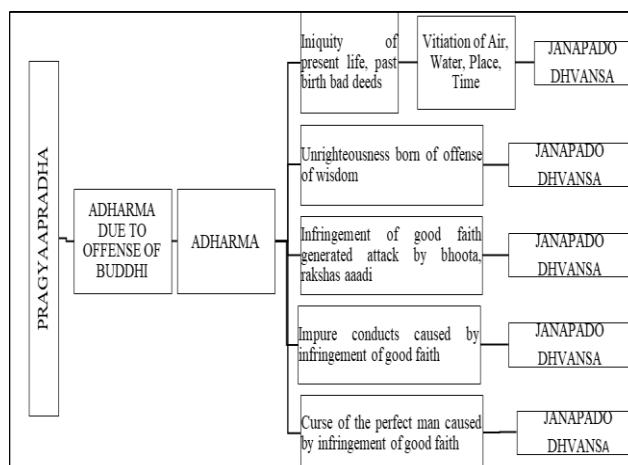 PRAGYAAPRADHA
ADHARMA
DUE TO
OFFENSE OF
BUDDHI
ADHARMA
Iniquity of
present life, past
birth bad deeds
Vitiation of Air,
Water, Place,
Time
JANAPADO
DHVANSA
Unrighteousness born of offense
of wisdom
JANAPADO
DHVANSA
Infringement of good faith
generated attack by bhoota,
rakshas aaadi
JANAPADO
DHVANSA
Impure conducts caused by
infringement of good faith
JANAPADO
DHVANSA
Curse of the perfect man caused
by infringement of good faith
JANAPADO
DHVANSA